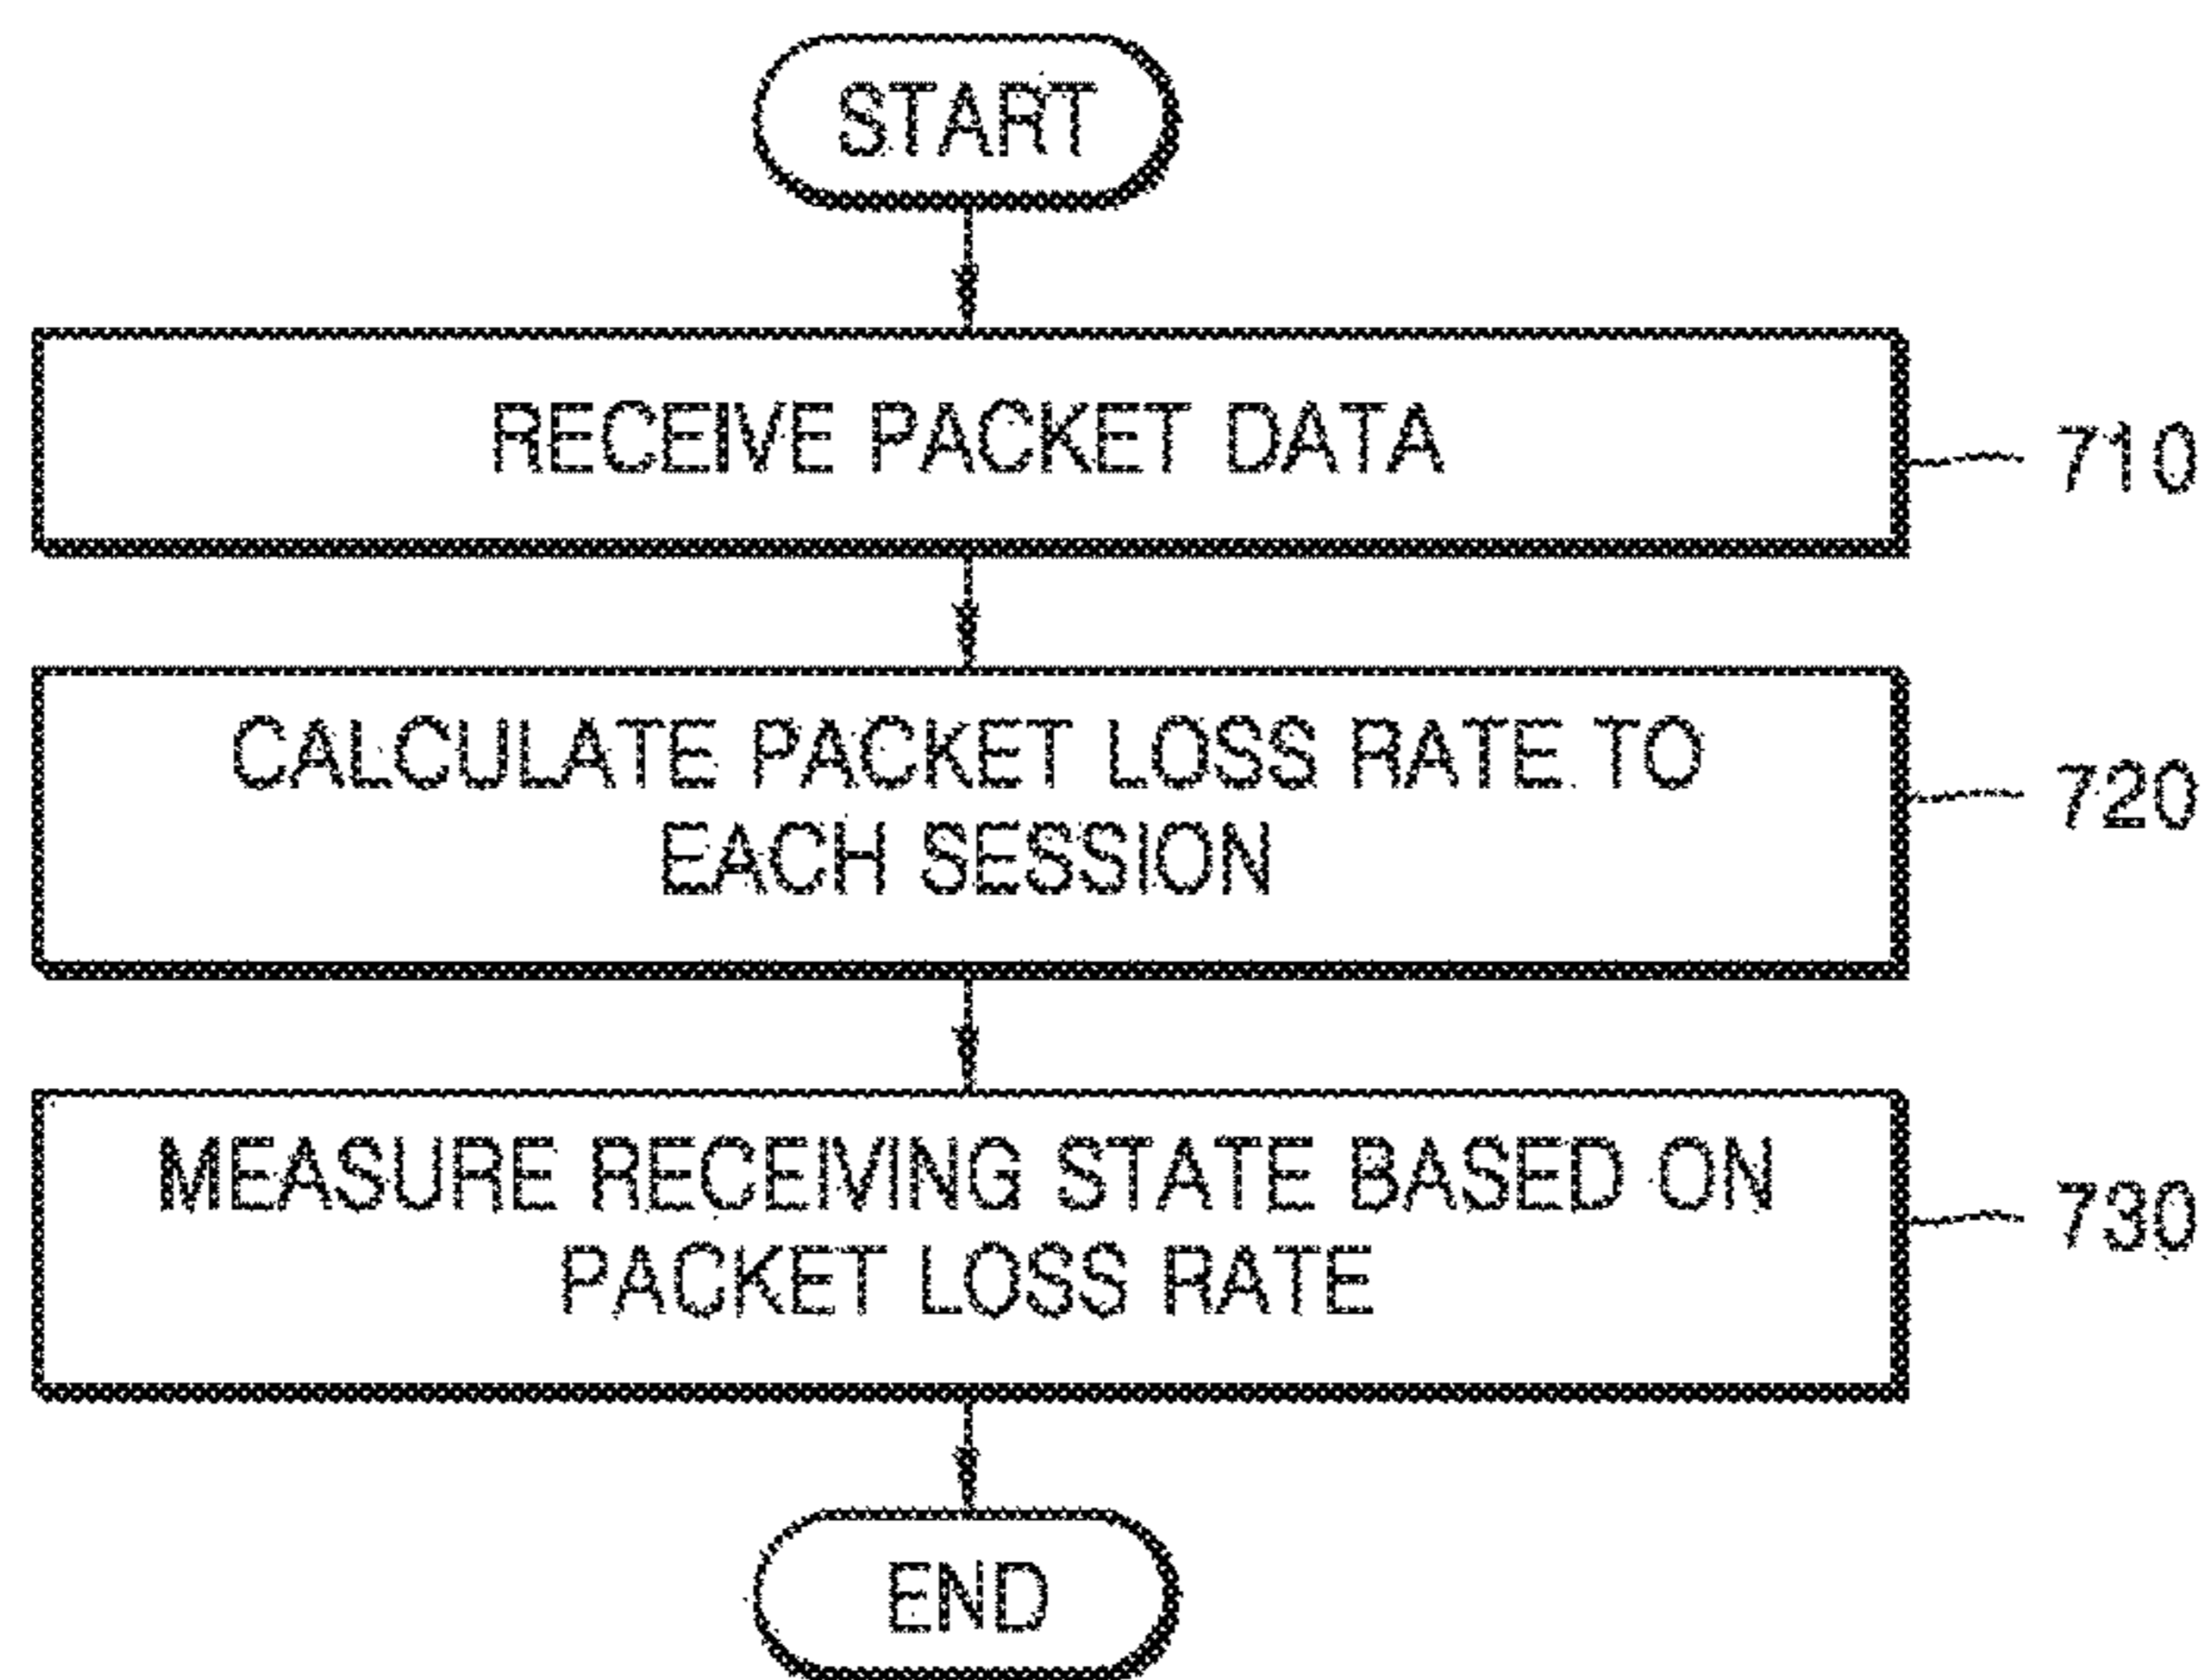 START
RECEIVE PACKET DATA
710
CALCULATE PACKET LOSS RATE TO
EACH SESSION
720
MEASURE RECEIVING STATE BASED ON
PACKET LOSS RATE
730
END